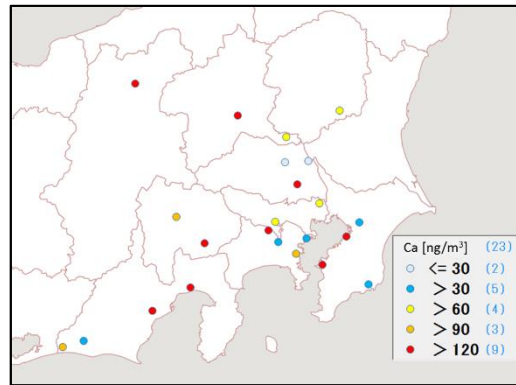 Ca [ng/m³] (23)
<= 30 (2)
> 30 (5)
> 60 (4)
> 90 (3)
> 120 (9)